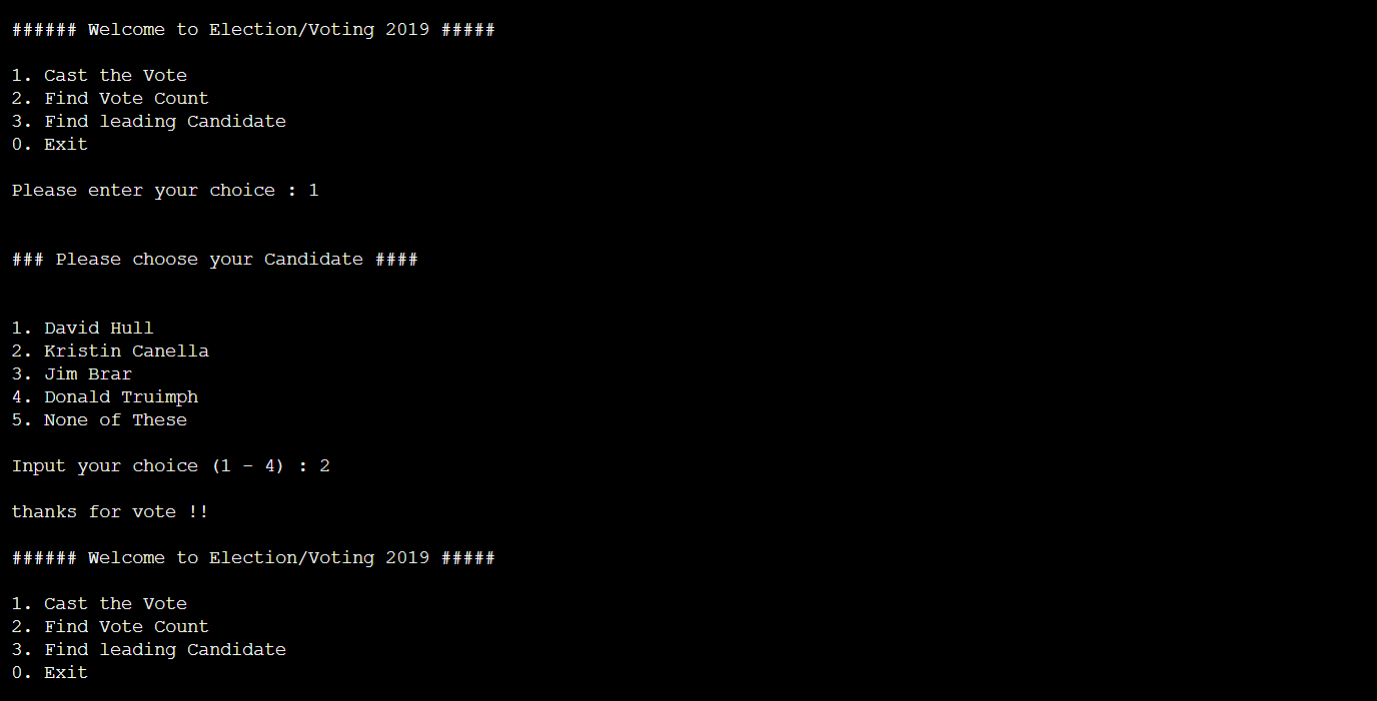 ###### Welcome to Election/Voting 2019 #####
1. Cast the Vote
2. Find Vote Count
3. Find leading Candidate
0. Exit
Please enter your choice : 1
### Please choose your Candidate ####
1. David Hull
2. Kristin Canella
3. Jim Brar
4. Donald Truimph
5. None of These
Input your choice (1 - 4) : 2
thanks for vote !!
###### Welcome to Election/Voting 2019 #####
1. Cast the Vote
2. Find Vote Count
3. Find leading Candidate
0. Exit